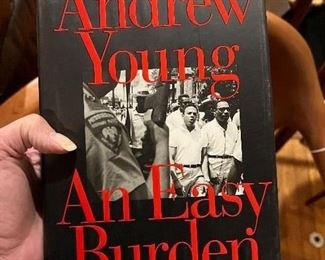 Andrew
Young
An Easy
Burden